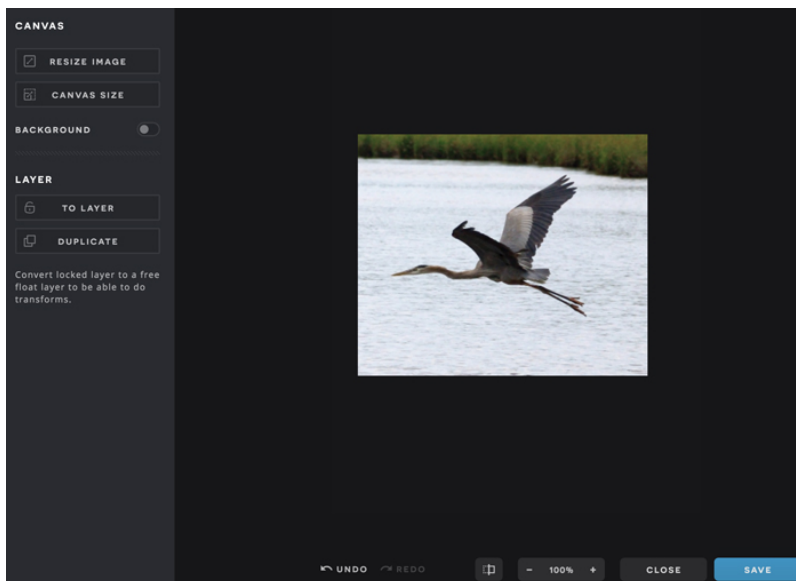 CANVAS
RESIZE IMAGE
CANVAS SIZE
BACKGROUND
LAYER
TO LAYER
DUPLICATE
Convert locked layer to a free
float layer to be able to do
transforms.
UNDO REDO - 100% + CLOSE SAVE